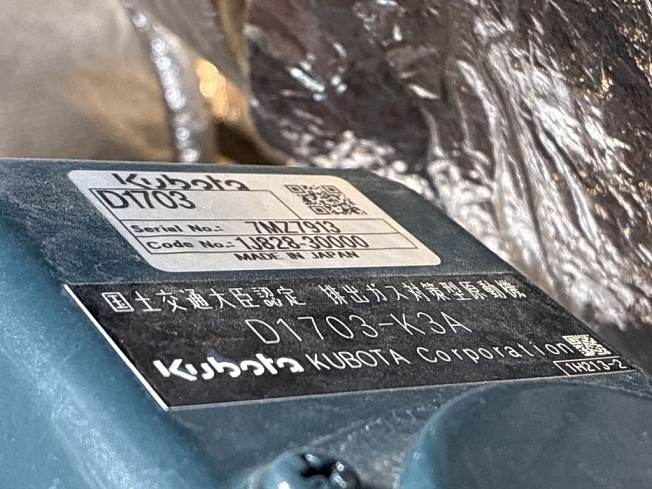 Kubota
D1703
Serial No.: 7MZ7913
Code No.: 1J828-30000
MADE IN JAPAN
国土交通大臣認定 排出ガス対策型原動機
D1703-K3A
Kubota KUBOTA Corporation
1H213-2